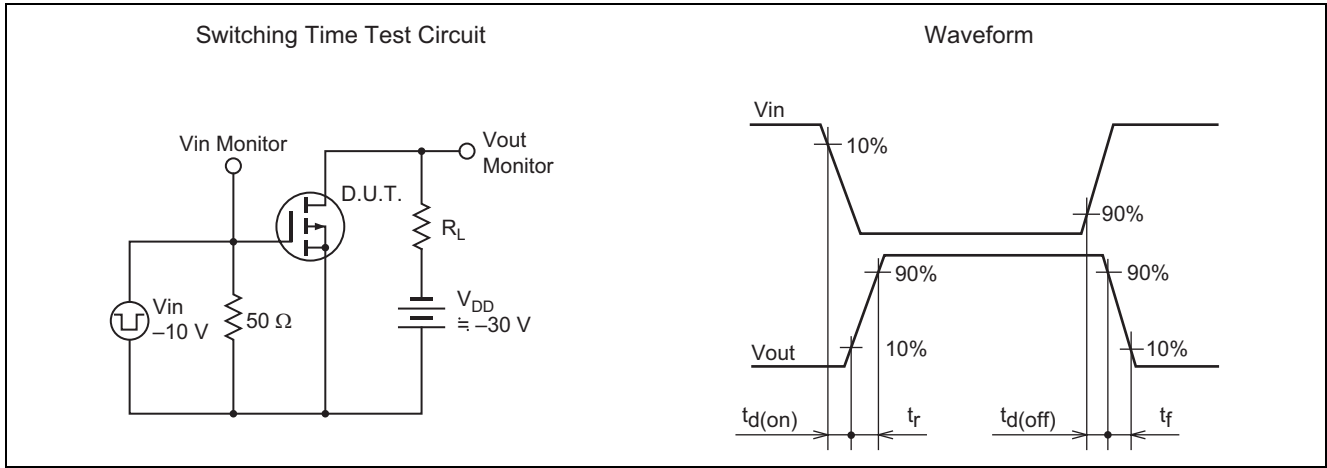 Switching Time Test Circuit
Vin Monitor
Vout
Monitor
D.U.T.
RL
Vin
–10 V
50 Ω
VDD
≒ –30 V
Waveform
Vin
10%
90%
90%
90%
Vout
10%
10%
td(on)
tr
td(off)
tf